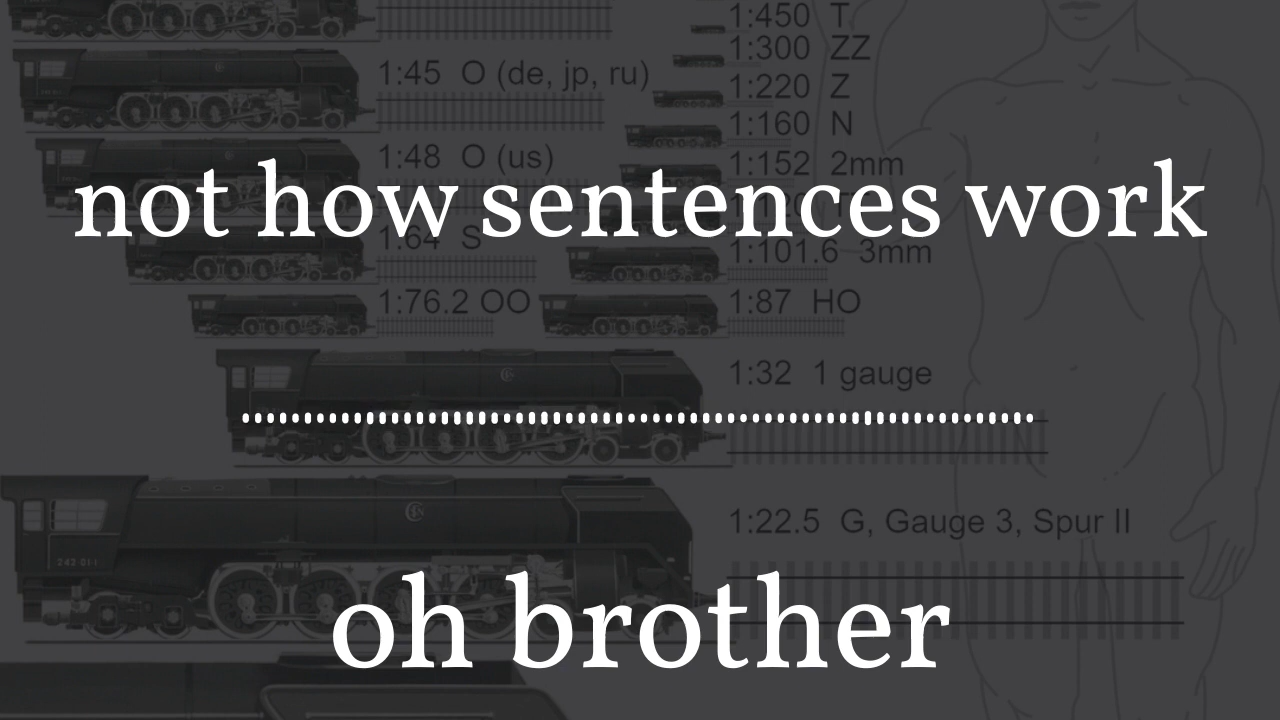 1:450 T
1:300 ZZ
1:45 O (de, jp, ru)
1:220 Z
1:160 N
1:48 O (us)
1:152 2mm
not how sentences work
1:64 S
1:101.6 3mm
1:76.2 OO
1:87 HO
1:32 1 gauge
1:22.5 G, Gauge 3, Spur II
oh brother